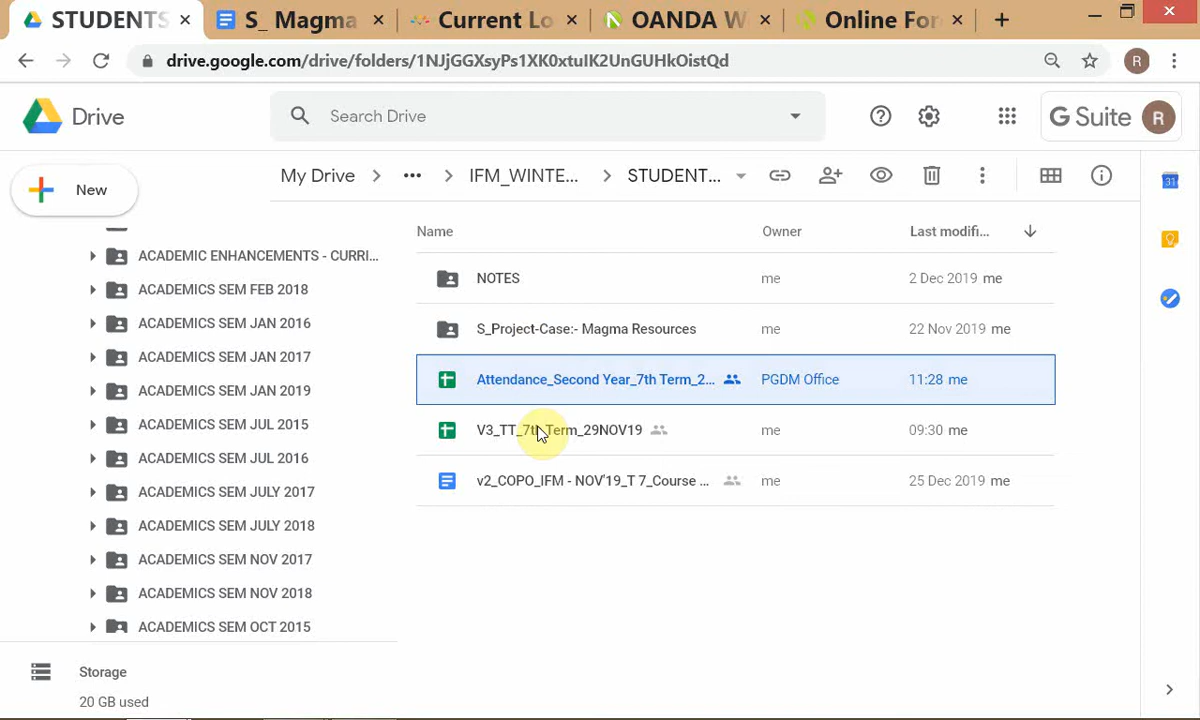 STUDENTS
S_ Magma
Current Lo
OANDA W
Online For
drive.google.com/drive/folders/1NJjGGXsyPs1XK0xtuIK2UnGUHkOistQd
R
Drive
Search Drive
G Suite
R
New
My Drive
IFM_WINTE...
STUDENT...
31
Name
Owner
Last modifi...
ACADEMIC ENHANCEMENTS - CURRI...
ACADEMICS SEM FEB 2018
ACADEMICS SEM JAN 2016
ACADEMICS SEM JAN 2017
ACADEMICS SEM JAN 2019
ACADEMICS SEM JUL 2015
ACADEMICS SEM JUL 2016
ACADEMICS SEM JULY 2017
ACADEMICS SEM JULY 2018
ACADEMICS SEM NOV 2017
ACADEMICS SEM NOV 2018
ACADEMICS SEM OCT 2015
NOTES
me
2 Dec 2019 me
S_Project-Case:- Magma Resources
me
22 Nov 2019 me
Attendance_Second Year_7th Term_2...
PGDM Office
11:28 me
V3_TT_7th Term_29NOV19
me
09:30 me
v2_COPO_IFM - NOV'19_T 7_Course ...
me
25 Dec 2019 me
Storage
20 GB used